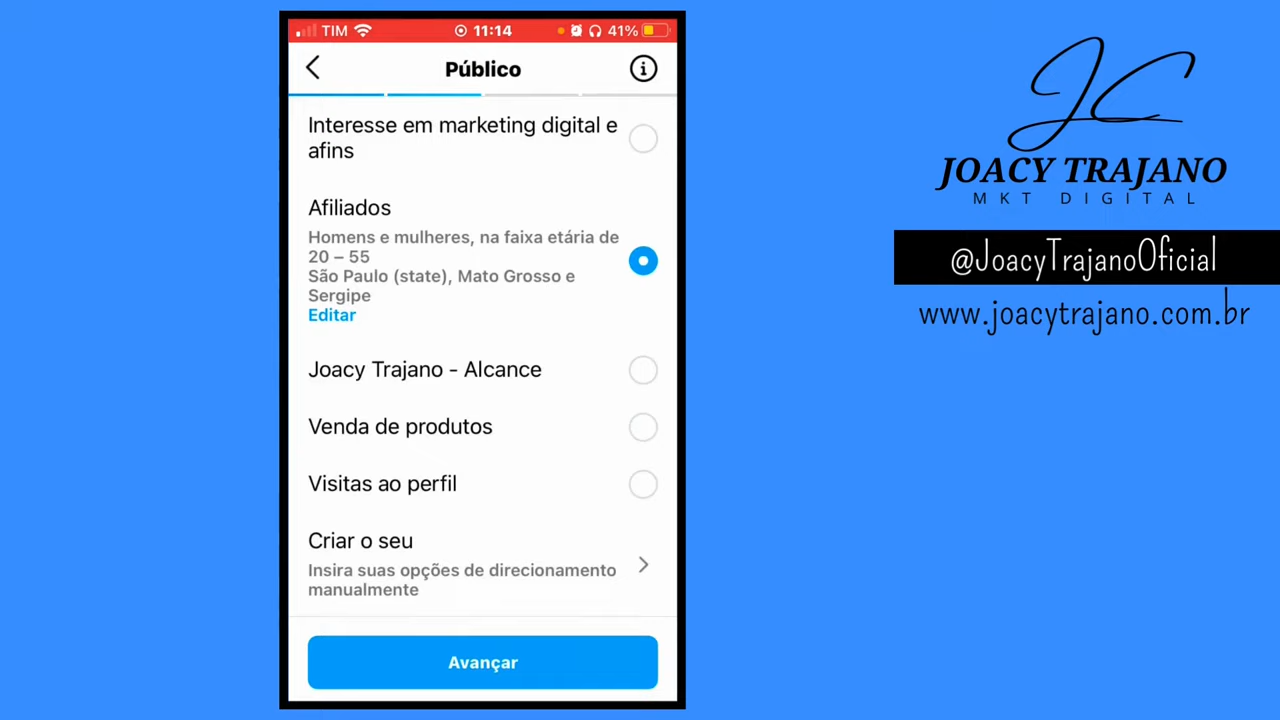 TIM 11:14 41%
Público
Interesse em marketing digital e
afins
Afiliados
Homens e mulheres, na faixa etária de
20 – 55
São Paulo (state), Mato Grosso e
Sergipe
Editar
Joacy Trajano - Alcance
Venda de produtos
Visitas ao perfil
Criar o seu
Insira suas opções de direcionamento
manualmente
Avançar
JC
JOACY TRAJANO
MKT DIGITAL
@JoacyTrajanoOficial
www.joacytrajano.com.br